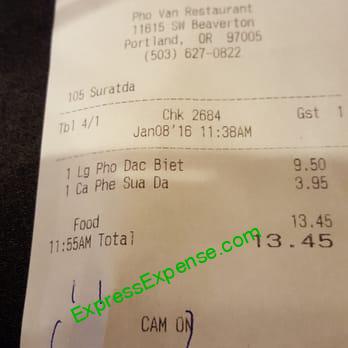 Pho Van Restaurant
11615 SW Beaverton
Portland, OR 97005
(503) 627-0822
105 Suratda
Tbl 4/1 Chk 2684 Gst 1
Jan08'16 11:38AM
1 Lg Pho Dac Biet 9.50
1 Ca Phe Sua Da 3.95
Food 13.45
11:55AM Total 13.45
ExpressExpense.com
CAM ON